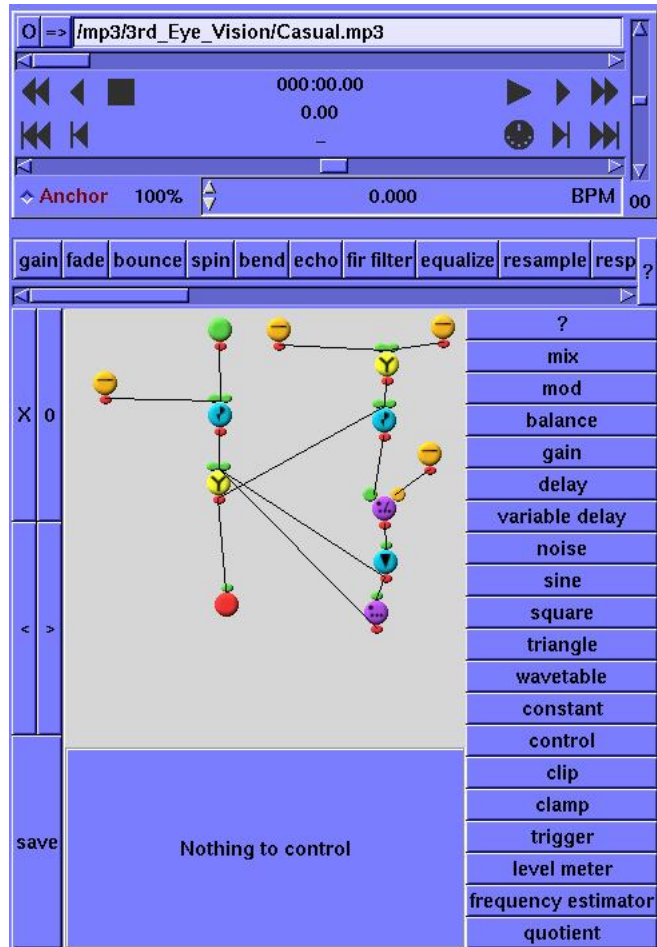 O => /mp3/3rd_Eye_Vision/Casual.mp3
000:00.00
0.00
–
Anchor 100% 0.000 BPM 00
gain fade bounce spin bend echo fir filter equalize resample resp ?
?
mix
mod
X 0 balance
gain
delay
variable delay
noise
sine
< > square
triangle
wavetable
constant
control
clip
clamp
save Nothing to control trigger
level meter
frequency estimator
quotient